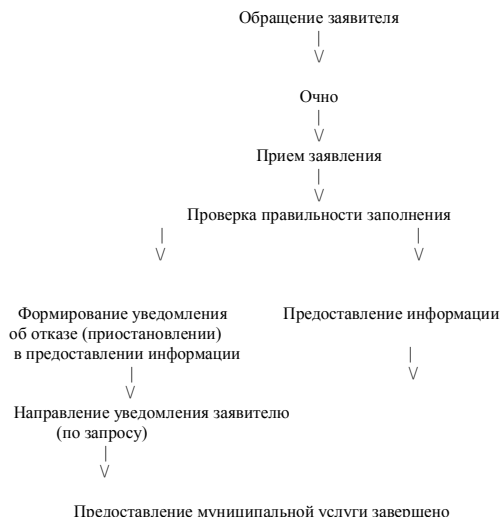 Обращение заявителя
Очно
Прием заявления
Проверка правильности заполнения
Формирование уведомления
об отказе (приостановлении)
в предоставлении информации
Предоставление информации
Направление уведомления заявителю
(по запросу)
Предоставление муниципальной услуги завершено